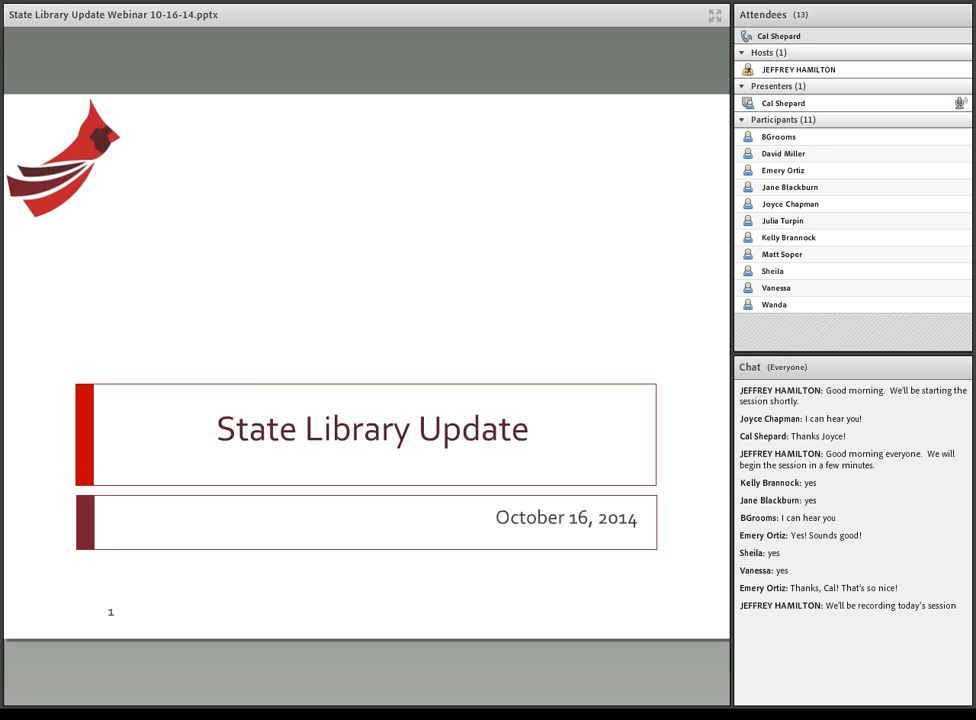 State Library Update Webinar 10-16-14.pptx
State Library Update
October 16, 2014
1
Attendees (13)
Cal Shepard
Hosts (1)
JEFFREY HAMILTON
Presenters (1)
Cal Shepard
Participants (11)
BGrooms
David Miller
Emery Ortiz
Jane Blackburn
Joyce Chapman
Julia Turpin
Kelly Brannock
Matt Soper
Sheila
Vanessa
Wanda
Chat (Everyone)
JEFFREY HAMILTON: Good morning. We'll be starting the
session shortly.
Joyce Chapman: I can hear you!
Cal Shepard: Thanks Joyce!
JEFFREY HAMILTON: Good morning everyone. We will
begin the session in a few minutes.
Kelly Brannock: yes
Jane Blackburn: yes
BGrooms: I can hear you
Emery Ortiz: Yes! Sounds good!
Sheila: yes
Vanessa: yes
Emery Ortiz: Thanks, Cal! That's so nice!
JEFFREY HAMILTON: We'll be recording today's session